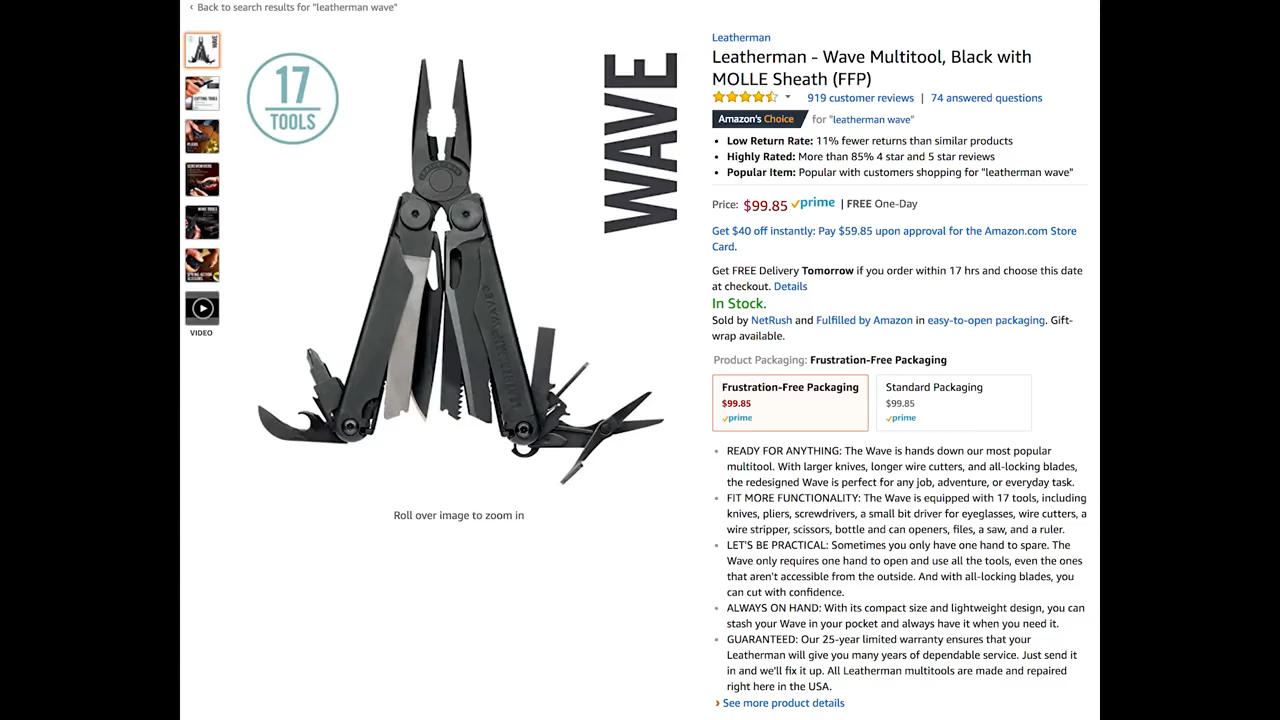 ‹ Back to search results for "leatherman wave"
17
TOOLS
WAVE
VIDEO
Roll over image to zoom in
Leatherman
Leatherman - Wave Multitool, Black with
MOLLE Sheath (FFP)
919 customer reviews | 74 answered questions
Amazon's Choice for "leatherman wave"
• Low Return Rate: 11% fewer returns than similar products
• Highly Rated: More than 85% 4 star and 5 star reviews
• Popular Item: Popular with customers shopping for "leatherman wave"
Price: $99.85 prime | FREE One-Day
Get $40 off instantly: Pay $59.85 upon approval for the Amazon.com Store
Card.
Get FREE Delivery Tomorrow if you order within 17 hrs and choose this date
at checkout. Details
In Stock.
Sold by NetRush and Fulfilled by Amazon in easy-to-open packaging. Gift-
wrap available.
Product Packaging: Frustration-Free Packaging
Frustration-Free Packaging
$99.85
prime
Standard Packaging
$99.85
prime
• READY FOR ANYTHING: The Wave is hands down our most popular
multitool. With larger knives, longer wire cutters, and all-locking blades,
the redesigned Wave is perfect for any job, adventure, or everyday task.
• FIT MORE FUNCTIONALITY: The Wave is equipped with 17 tools, including
knives, pliers, screwdrivers, a small bit driver for eyeglasses, wire cutters, a
wire stripper, scissors, bottle and can openers, files, a saw, and a ruler.
• LET'S BE PRACTICAL: Sometimes you only have one hand to spare. The
Wave only requires one hand to open and use all the tools, even the ones
that aren't accessible from the outside. And with all-locking blades, you
can cut with confidence.
• ALWAYS ON HAND: With its compact size and lightweight design, you can
stash your Wave in your pocket and always have it when you need it.
• GUARANTEED: Our 25-year limited warranty ensures that your
Leatherman will give you many years of dependable service. Just send it
in and we'll fix it up. All Leatherman multitools are made and repaired
right here in the USA.
› See more product details